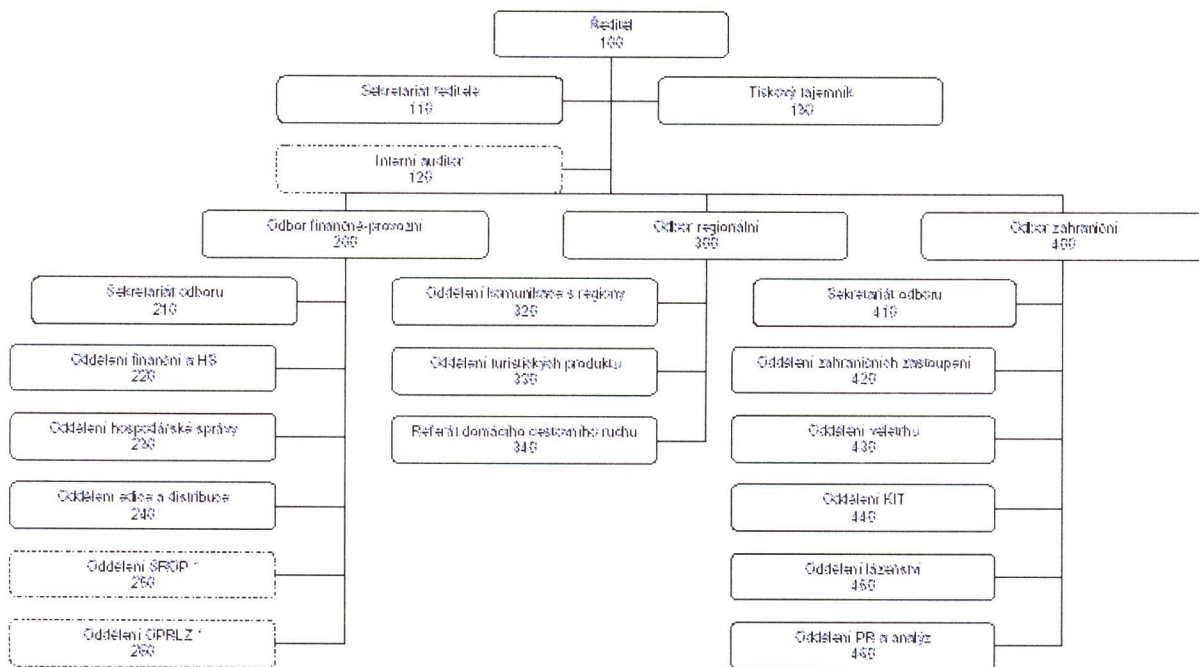 Ředitel
100
Sekretariát ředitele
110
Tiskový tajemník
130
Interní auditor
120
Odbor finančně-provozní
200
Odbor regionální
300
Odbor zahraniční
400
Sekretariát odboru
210
Oddělení komunikace s regiony
320
Sekretariát odboru
410
Oddělení finanční a HS
220
Oddělení turistických produktu
330
Oddělení zahraničních zastoupení
420
Oddělení hospodářské správy
230
Referát domácího cestovního ruchu
340
Oddělení veletrhu
430
Oddělení edice a distribuce
240
Oddělení KIT
440
Oddělení SROP *
250
Oddělení lázeňství
450
Oddělení OPRLZ *
260
Oddělení PR a analýz
460